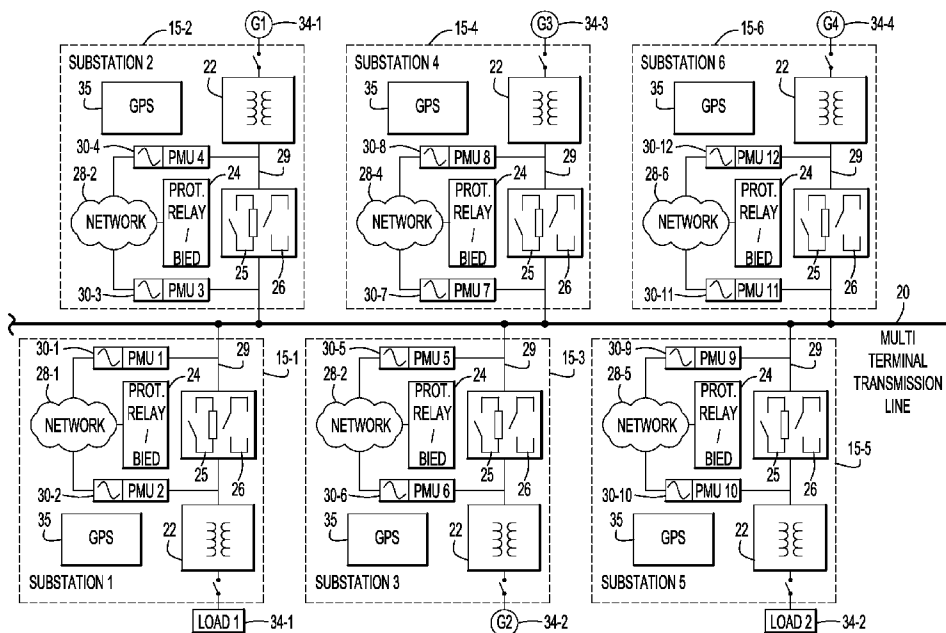 G1
34-1
15-2
SUBSTATION 2
22
35
GPS
30-4
PMU 4
29
28-2
24
NETWORK
PROT.
RELAY
/
BIED
25
26
30-3
PMU 3
G3
34-3
15-4
SUBSTATION 4
22
35
GPS
30-8
PMU 8
29
28-4
24
NETWORK
PROT.
RELAY
/
BIED
25
26
30-7
PMU 7
G4
34-4
15-6
SUBSTATION 6
22
35
GPS
30-12
PMU 12
29
28-6
24
NETWORK
PROT.
RELAY
/
BIED
25
26
30-11
PMU 11
20
MULTI
TERMINAL
TRANSMISSION
LINE
30-1
PMU 1
29
15-1
28-1
24
NETWORK
PROT.
RELAY
/
BIED
25
26
30-2
PMU 2
35
GPS
22
SUBSTATION 1
LOAD 1
34-1
30-5
PMU 5
29
15-3
28-2
24
NETWORK
PROT.
RELAY
/
BIED
25
26
30-6
PMU 6
35
GPS
22
SUBSTATION 3
G2
34-2
30-9
PMU 9
29
28-5
24
NETWORK
PROT.
RELAY
/
BIED
25
26
15-5
30-10
PMU 10
35
GPS
22
SUBSTATION 5
LOAD 2
34-2